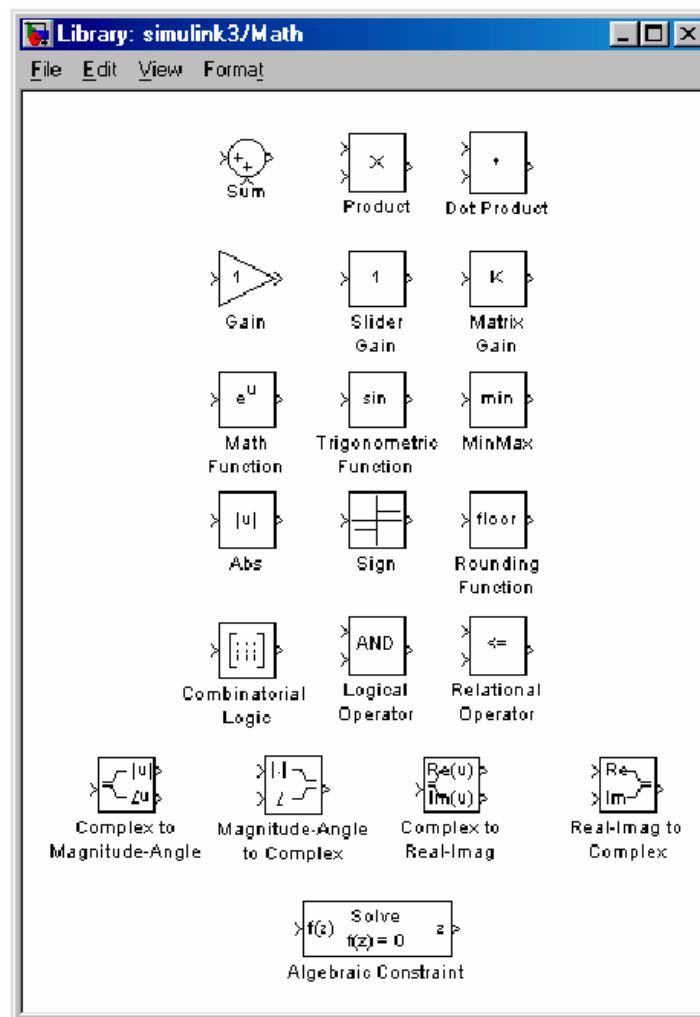 Library: simulink3/Math
File Edit View Format
+
+
Sum
×
Product
Dot Product
1
Gain
1
Slider
Gain
K
Matrix
Gain
e^u
Math
Function
sin
Trigonometric
Function
min
MinMax
|u|
Abs
Sign
floor
Rounding
Function
Combinatorial
Logic
AND
Logical
Operator
<=
Relational
Operator
|u|
∠u
Complex to
Magnitude-Angle
|.|
∠
Magnitude-Angle
to Complex
Re(u)
Im(u)
Complex to
Real-Imag
Re
Im
Real-Imag to
Complex
f(z)
Solve
f(z) = 0
z
Algebraic Constraint